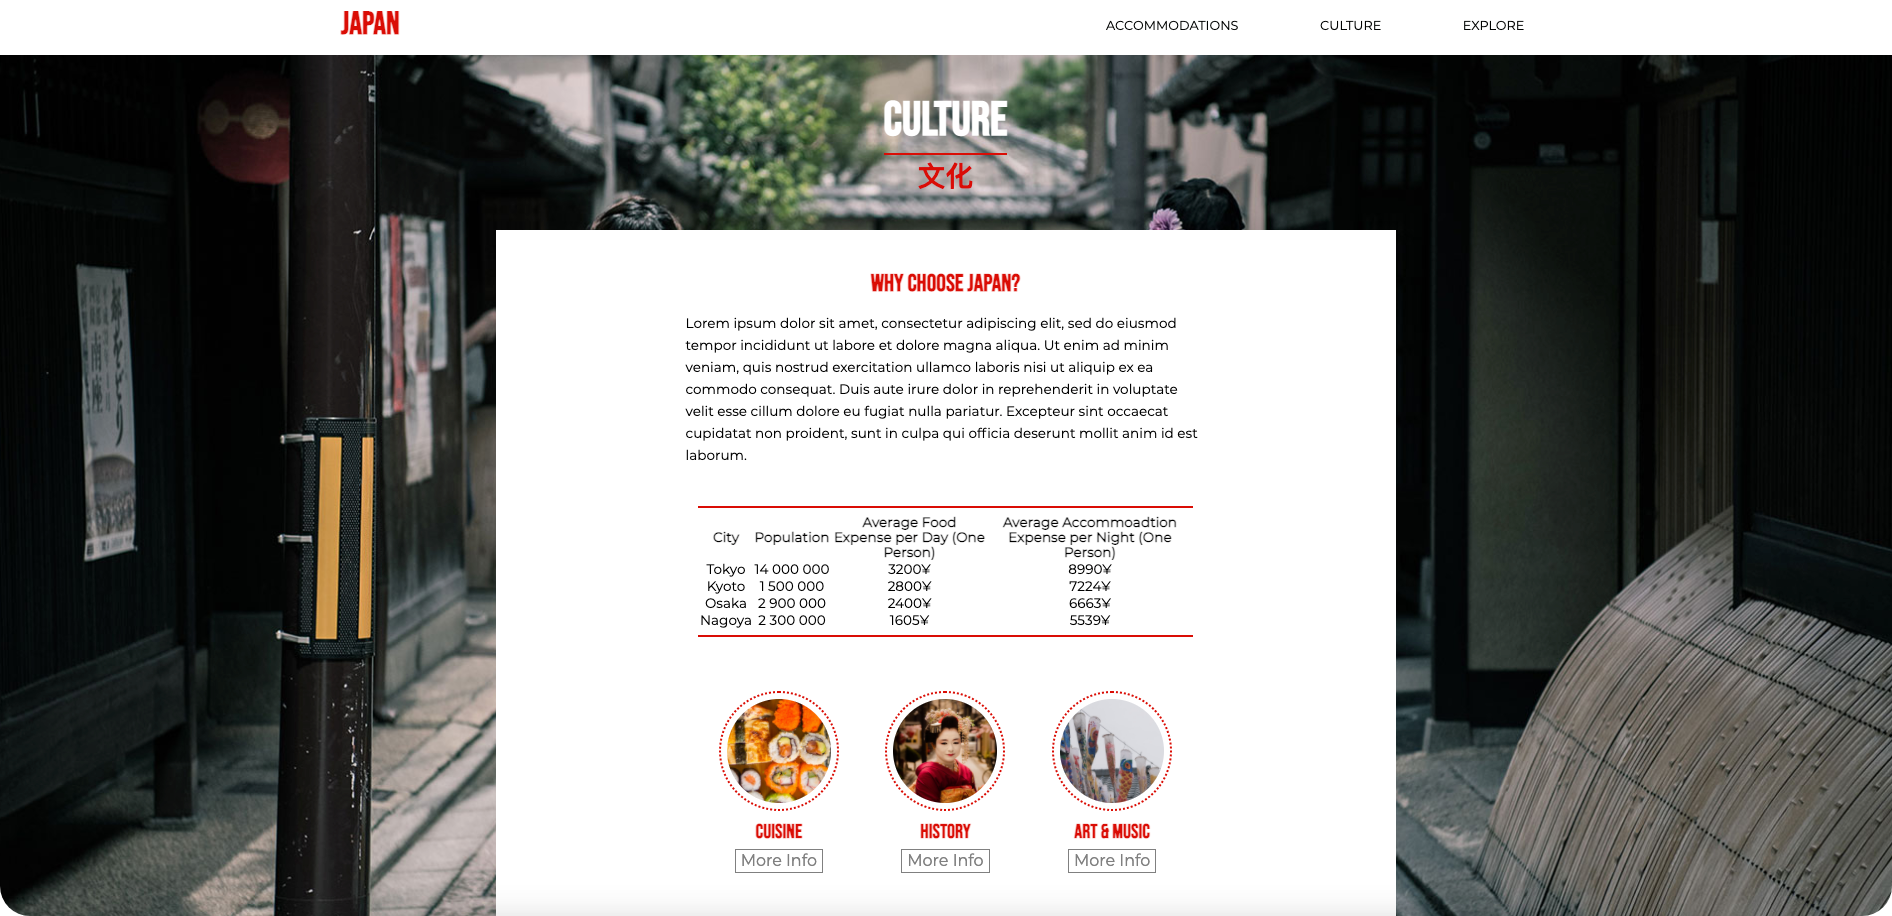 JAPAN
ACCOMMODATIONS
CULTURE
EXPLORE
CULTURE
文化
WHY CHOOSE JAPAN?
Lorem ipsum dolor sit amet, consectetur adipiscing elit, sed do eiusmod
tempor incididunt ut labore et dolore magna aliqua. Ut enim ad minim
veniam, quis nostrud exercitation ullamco laboris nisi ut aliquip ex ea
commodo consequat. Duis aute irure dolor in reprehenderit in voluptate
velit esse cillum dolore eu fugiat nulla pariatur. Excepteur sint occaecat
cupidatat non proident, sunt in culpa qui officia deserunt mollit anim id est
laborum.
City Population Average Food Expense per Day (One Person) Average Accommoadtion Expense per Night (One Person)
Tokyo 14 000 000 3200¥ 8990¥
Kyoto 1 500 000 2800¥ 7224¥
Osaka 2 900 000 2400¥ 6663¥
Nagoya 2 300 000 1605¥ 5539¥
CUISINE
HISTORY
ART & MUSIC
More Info
More Info
More Info